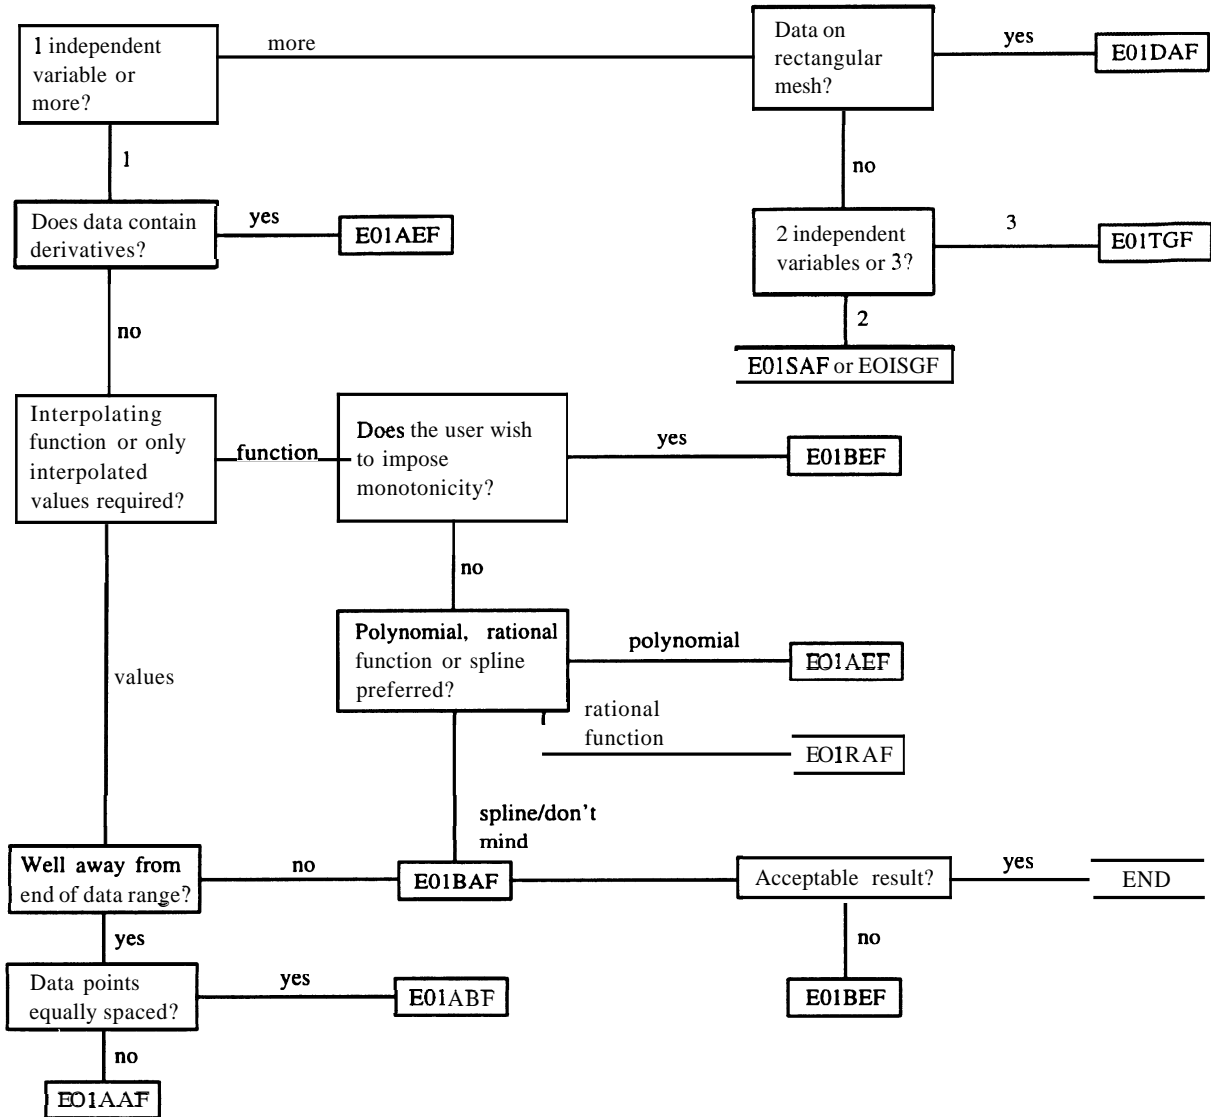 1 independent
variable or
more?
more
Data on
rectangular
mesh?
yes
E01DAF
1
no
Does data contain
derivatives?
yes
E01AEF
2 independent
variables or 3?
3
E01TGF
no
2
E01SAF or EOISGF
Interpolating
function or only
interpolated
values required?
function
Does the user wish
to impose
monotonicity?
yes
E01BEF
no
values
Polynomial, rational
function or spline
preferred?
polynomial
EO1AEF
rational
function
EO1RAF
spline/don't
mind
Well away from
end of data range?
no
E01BAF
Acceptable result?
yes
END
yes
no
Data points
equally spaced?
yes
E01ABF
E01BEF
no
EO1AAF